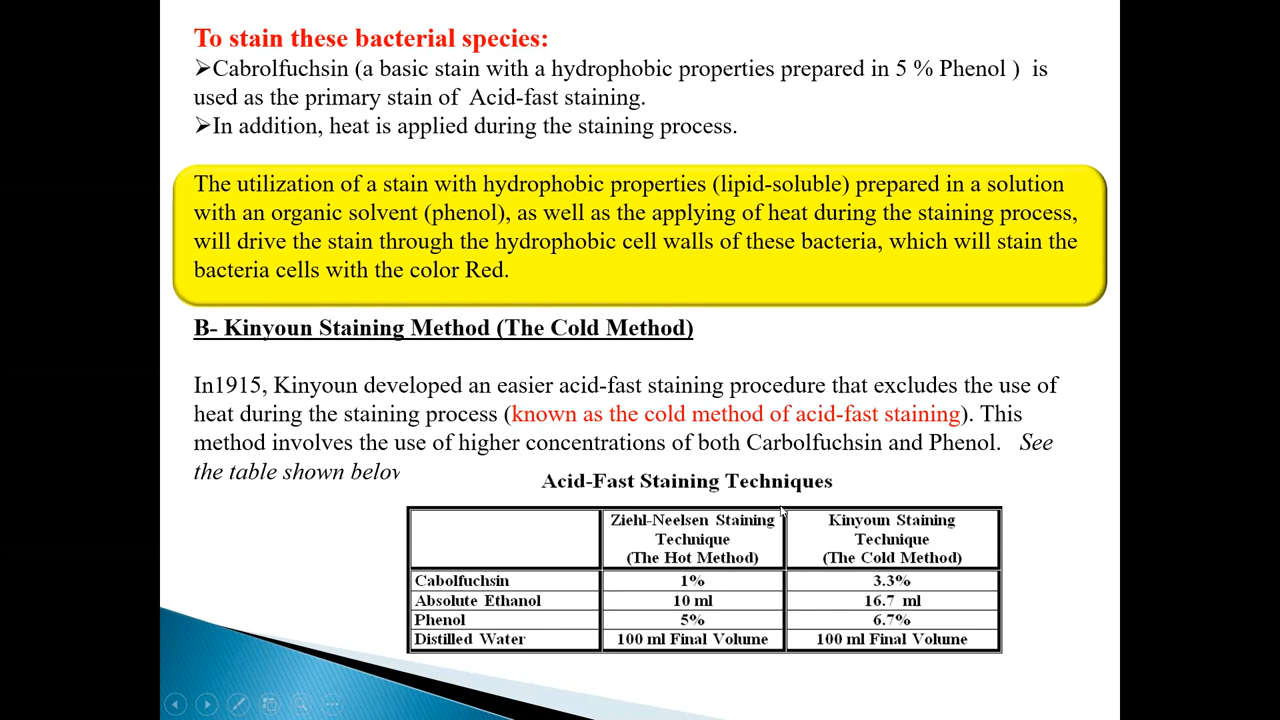 To stain these bacterial species:
➢Cabrolfuchsin (a basic stain with a hydrophobic properties prepared in 5 % Phenol ) is
used as the primary stain of Acid-fast staining.
➢In addition, heat is applied during the staining process.
The utilization of a stain with hydrophobic properties (lipid-soluble) prepared in a solution
with an organic solvent (phenol), as well as the applying of heat during the staining process,
will drive the stain through the hydrophobic cell walls of these bacteria, which will stain the
bacteria cells with the color Red.
B- Kinyoun Staining Method (The Cold Method)
In1915, Kinyoun developed an easier acid-fast staining procedure that excludes the use of
heat during the staining process (known as the cold method of acid-fast staining). This
method involves the use of higher concentrations of both Carbolfuchsin and Phenol. See
the table shown below
Acid-Fast Staining Techniques
Ziehl-Neelsen Staining Technique (The Hot Method) Kinyoun Staining Technique (The Cold Method)
Cabolfuchsin 1% 3.3%
Absolute Ethanol 10 ml 16.7 ml
Phenol 5% 6.7%
Distilled Water 100 ml Final Volume 100 ml Final Volume